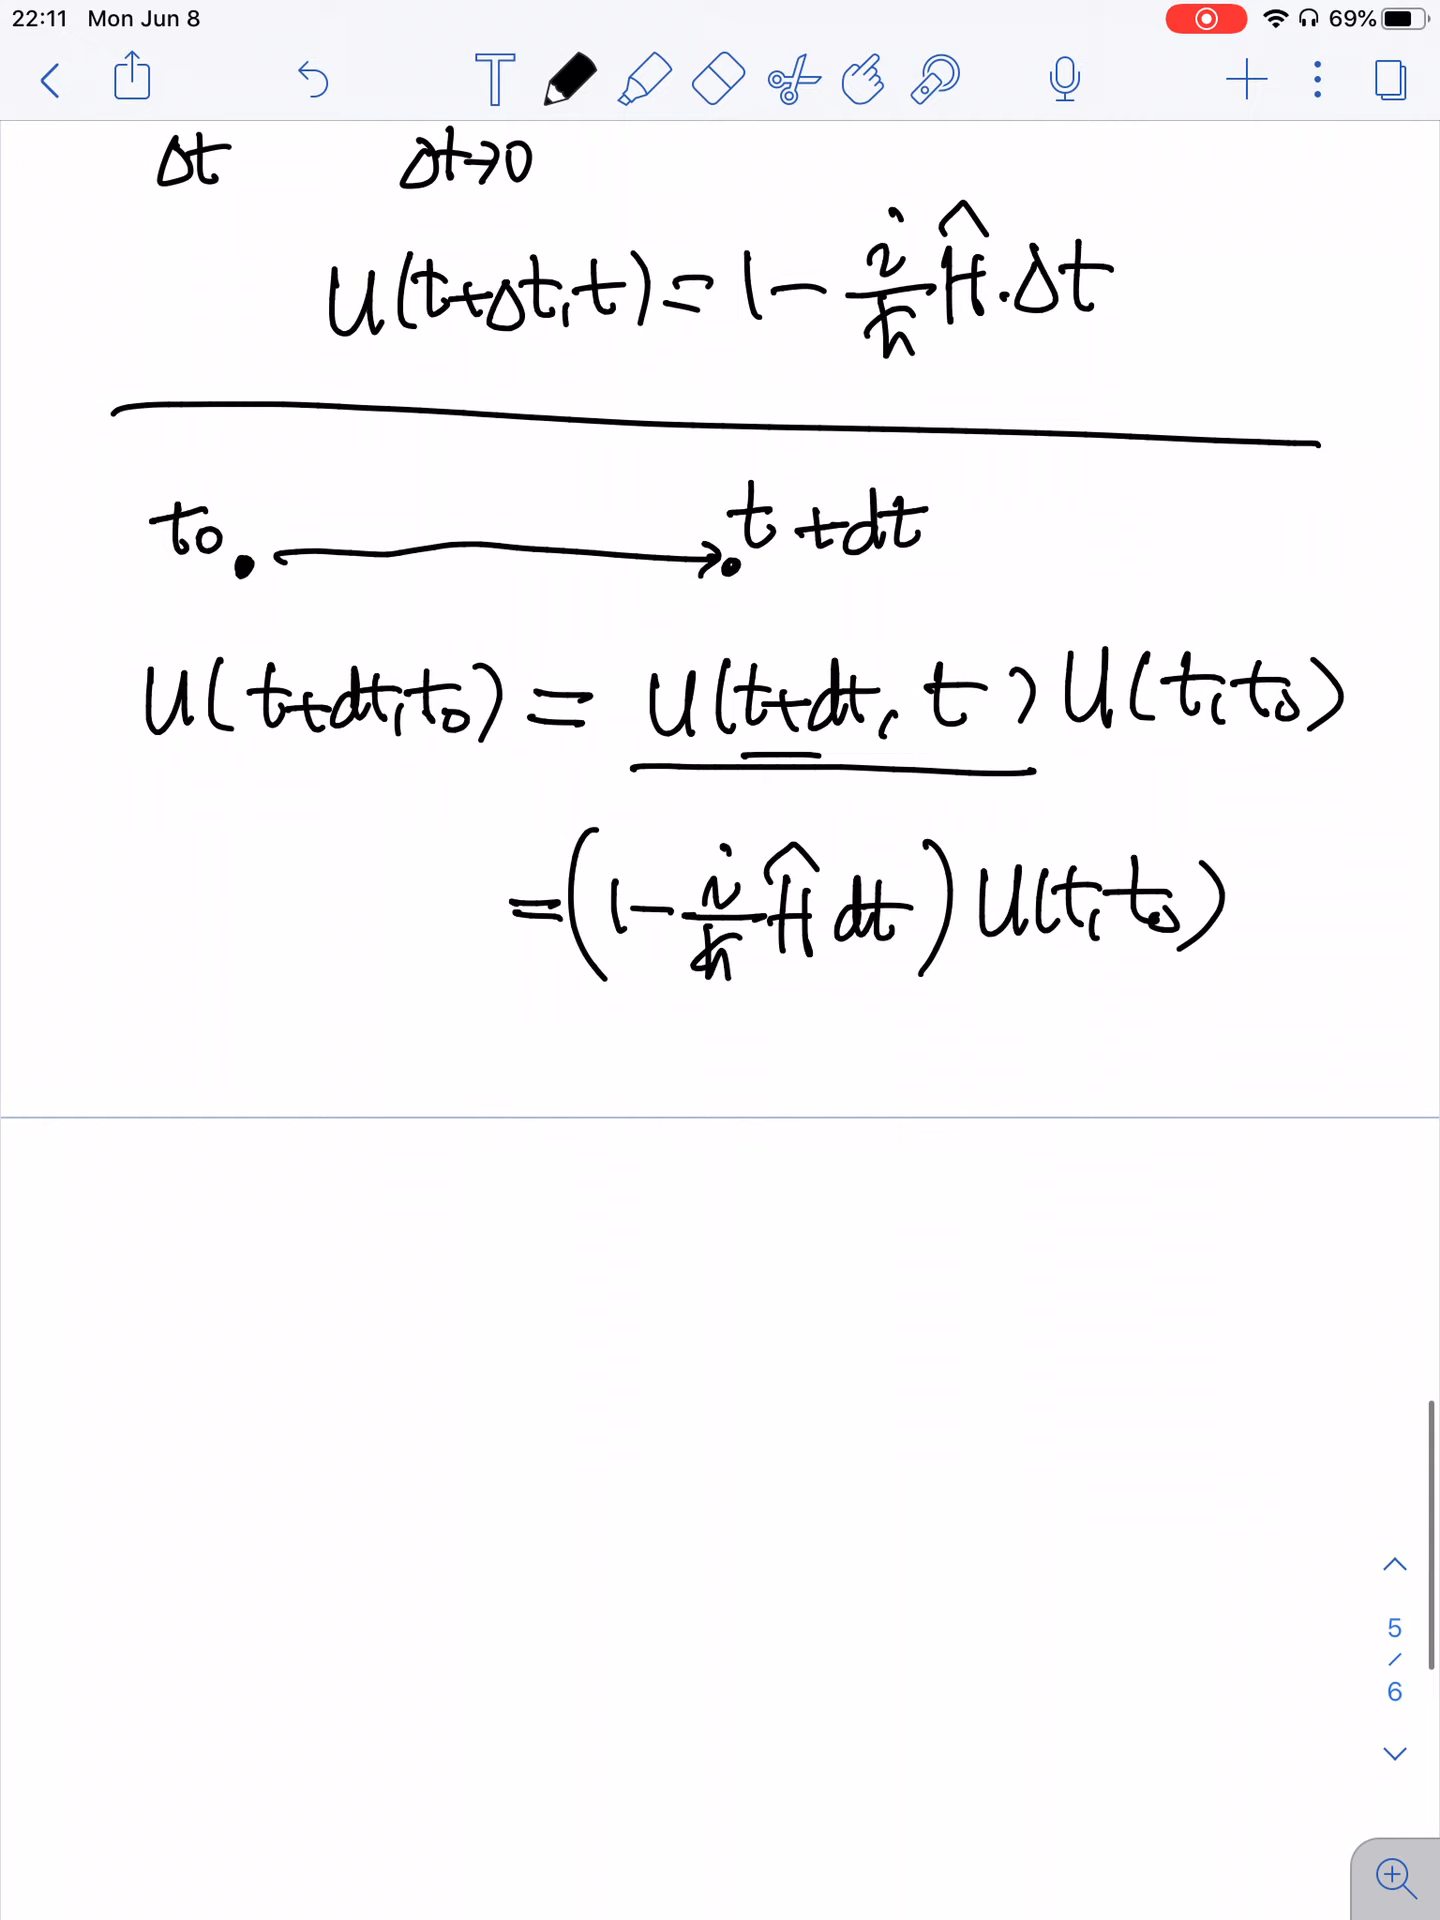 22:11 Mon Jun 8 69%
T
Δt Δt→0
U(t+Δt,t)=1-i/ħ Ĥ.Δt
t₀ t+dt
U(t+dt,t₀)=U(t+dt,t)U(t,t₀)
=(1-i/ħ Ĥdt)U(t,t₀)
5
/
6